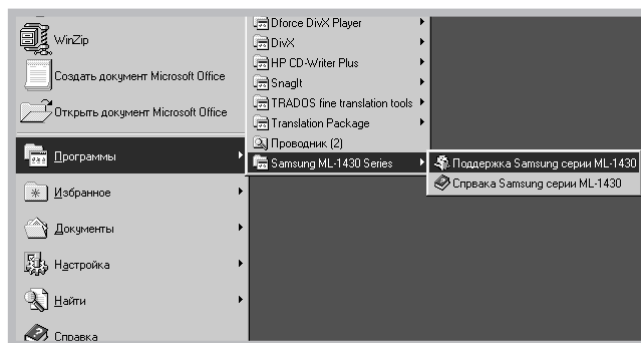 WinZip
Создать документ Microsoft Office
Открыть документ Microsoft Office
Программы
Избранное
Документы
Настройка
Найти
Справка
Dforce DivX Player
DivX
HP CD-Writer Plus
SnagIt
TRADOS fine translation tools
Translation Package
Проводник (2)
Samsung ML-1430 Series
Поддержка Samsung серии ML-1430
Спрвака Samsung серии ML-1430